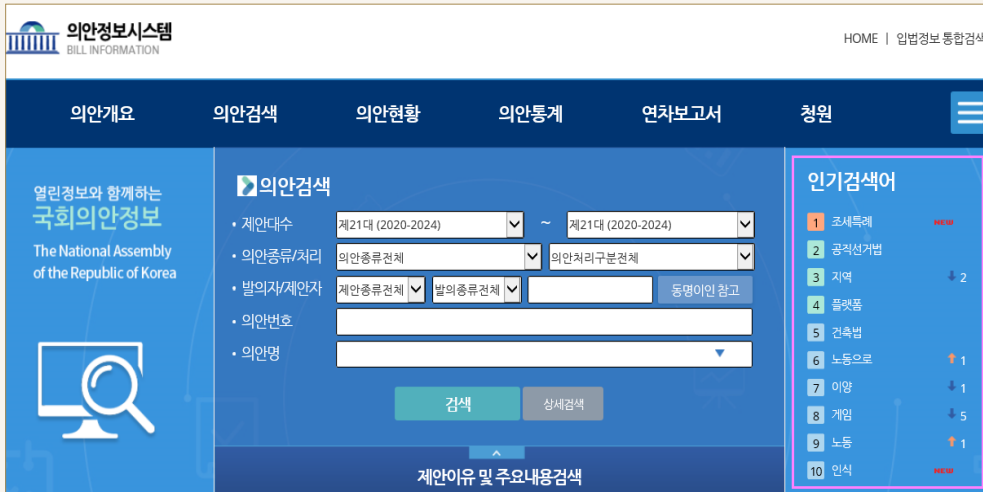 의안정보시스템
BILL INFORMATION
HOME | 입법정보 통합검색
의안개요 의안검색 의안현황 의안통계 연차보고서 청원
열린정보와 함께하는
국회의안정보
The National Assembly
of the Republic of Korea
의안검색
• 제안대수 제21대 (2020-2024) ~ 제21대 (2020-2024)
• 의안종류/처리 의안종류전체 의안처리구분전체
• 발의자/제안자 제안종류전체 발의종류전체 동명이인 참고
• 의안번호
• 의안명
검색 상세검색
제안이유 및 주요내용검색
인기검색어
1 조세특례 NEW
2 공직선거법
3 지역 2
4 플랫폼
5 건축법
6 노동으로 1
7 이양 1
8 게임 5
9 노동 1
10 인식 NEW